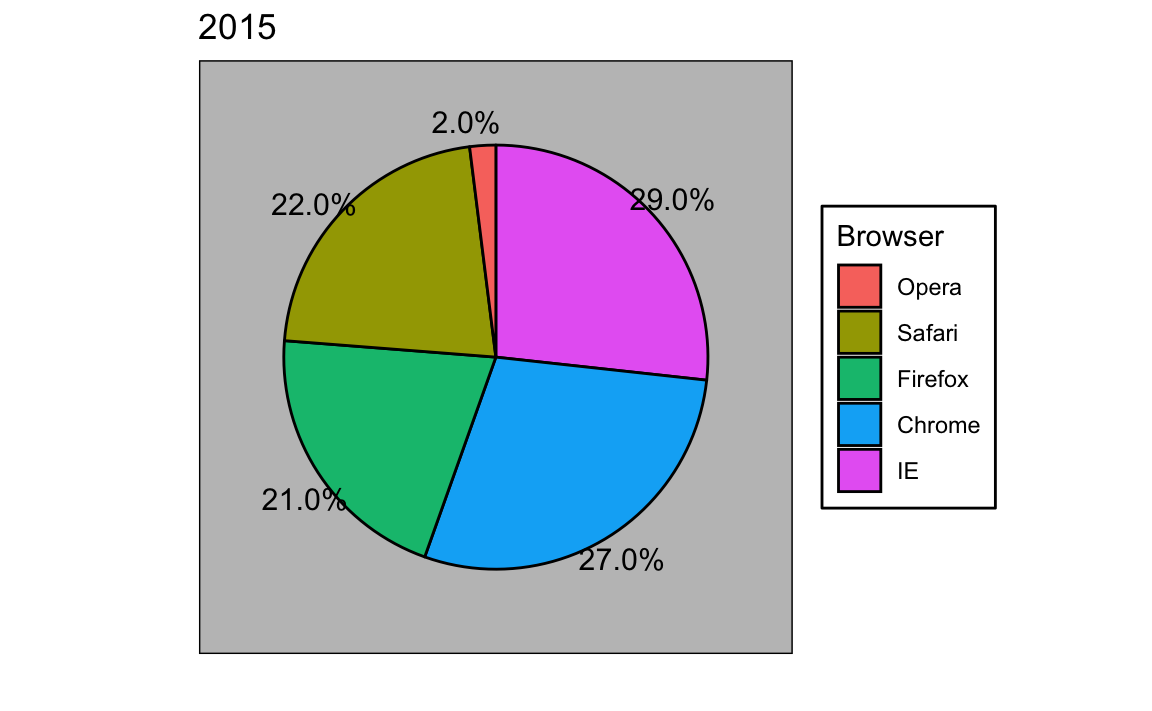 2015
2.0%
22.0%
29.0%
21.0%
27.0%
Browser
Opera
Safari
Firefox
Chrome
IE